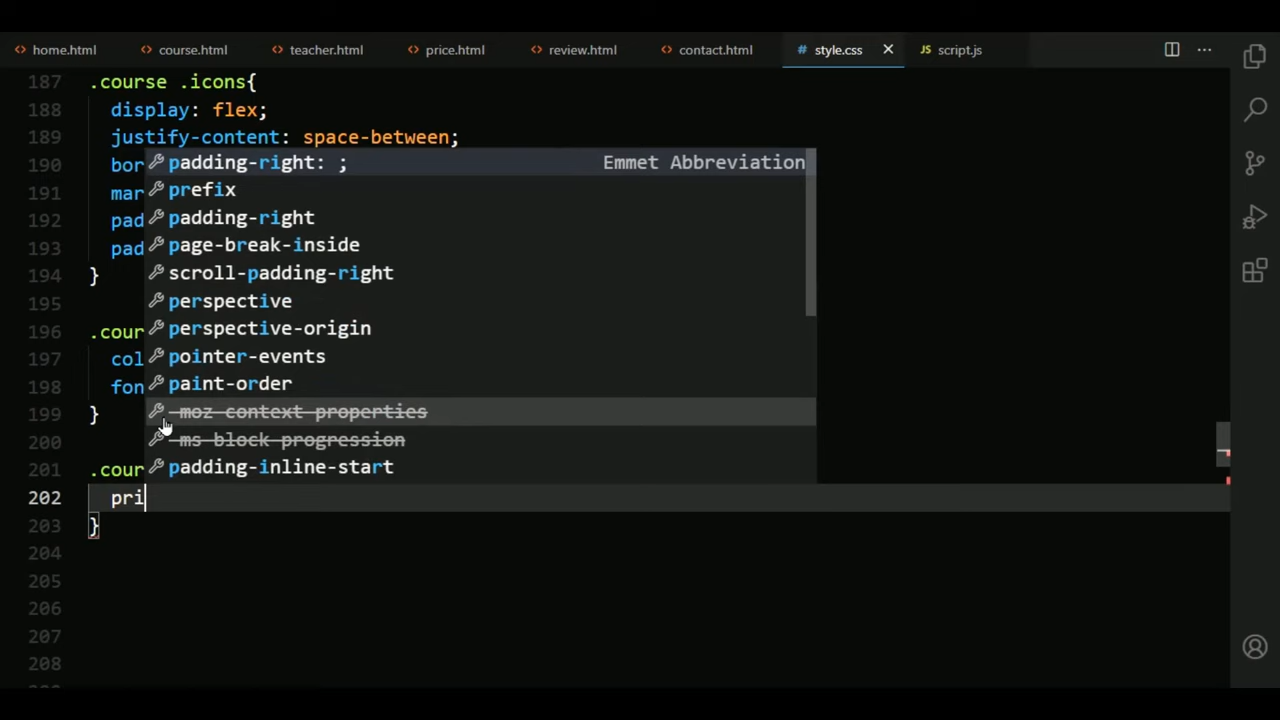 home.html course.html teacher.html price.html review.html contact.html # style.css JS script.js
187 .course .icons{
188 display: flex;
189 justify-content: space-between;
190 bor
191 mar
192 pad
193 pad
194 }
195
196 .cour
197 col
198 fon
199 }
200
201 .cour
202 pri
203 }
204
205
206
207
208
padding-right: ; Emmet Abbreviation
prefix
padding-right
page-break-inside
scroll-padding-right
perspective
perspective-origin
pointer-events
paint-order
-moz-context-properties
-ms-block-progression
padding-inline-start